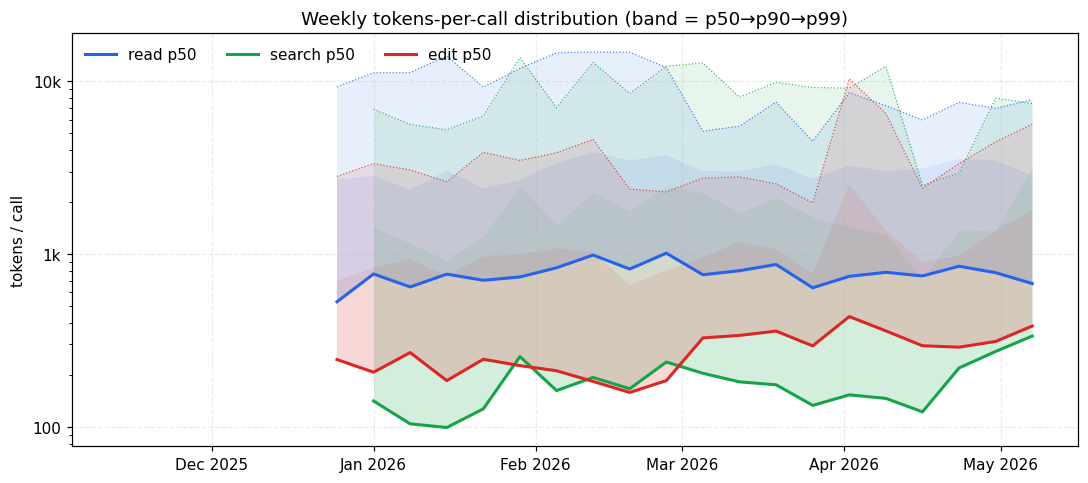 Weekly tokens-per-call distribution (band = p50→p90→p99)
read p50 search p50 edit p50
10k
1k
100
tokens / call
Dec 2025 Jan 2026 Feb 2026 Mar 2026 Apr 2026 May 2026